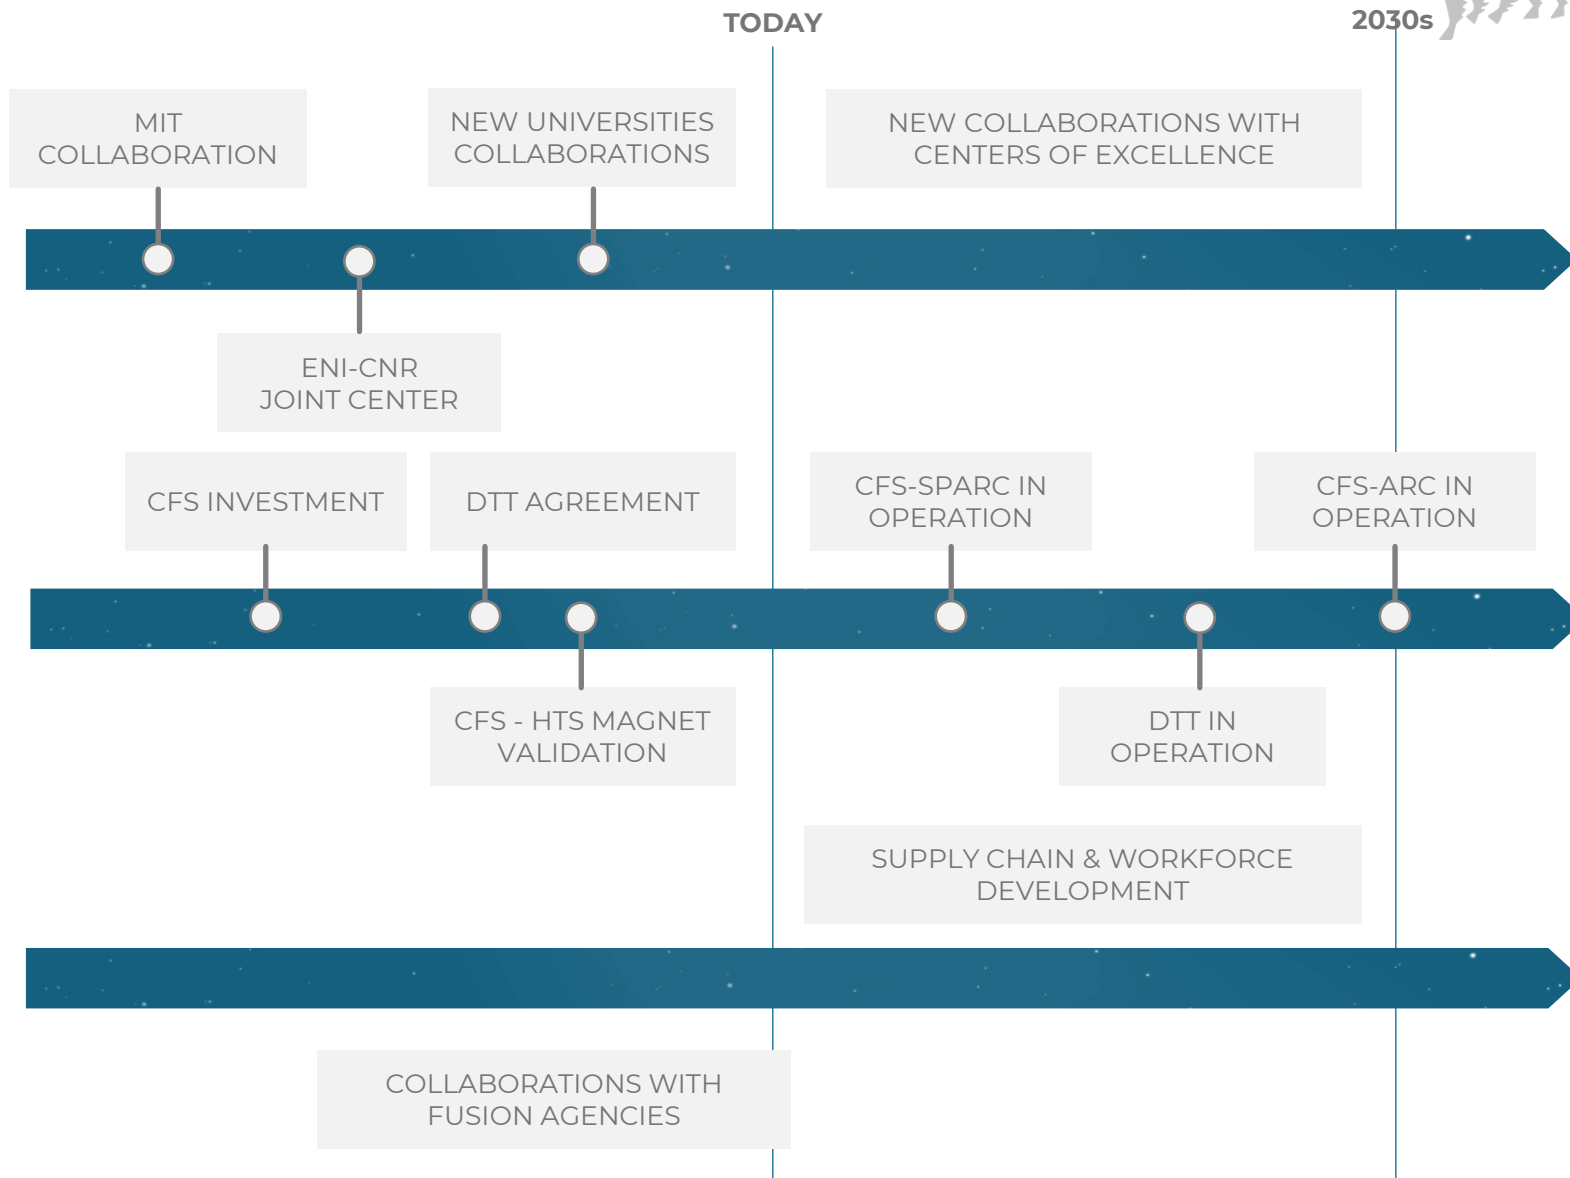 TODAY
2030s
MIT
COLLABORATION
NEW UNIVERSITIES
COLLABORATIONS
NEW COLLABORATIONS WITH
CENTERS OF EXCELLENCE
ENI-CNR
JOINT CENTER
CFS INVESTMENT
DTT AGREEMENT
CFS-SPARC IN
OPERATION
CFS-ARC IN
OPERATION
CFS - HTS MAGNET
VALIDATION
DTT IN
OPERATION
SUPPLY CHAIN & WORKFORCE
DEVELOPMENT
COLLABORATIONS WITH
FUSION AGENCIES